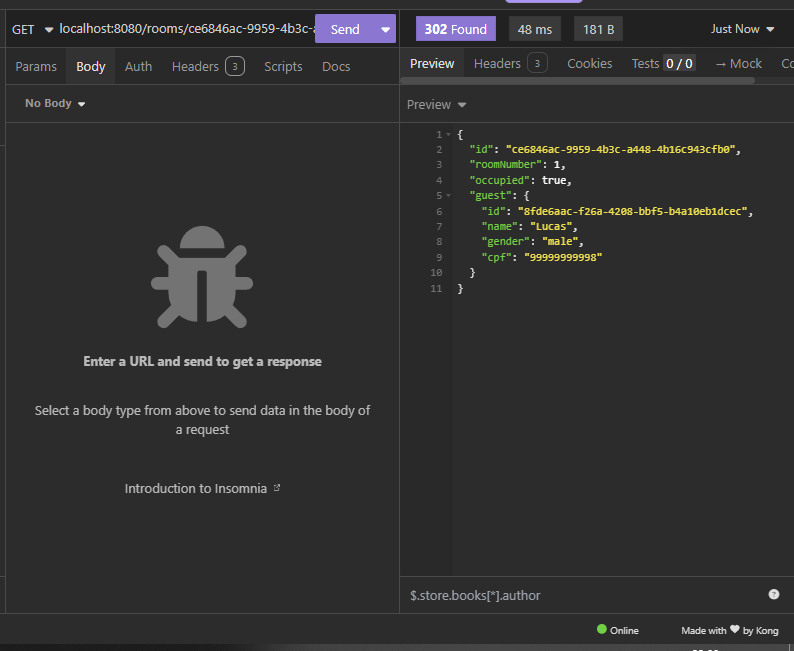 GET localhost:8080/rooms/ce6846ac-9959-4b3c- Send
302 Found 48 ms 181 B Just Now
Params Body Auth Headers 3 Scripts Docs
Preview Headers 3 Cookies Tests 0 / 0 → Mock Co
No Body
Preview
1 {
2 "id": "ce6846ac-9959-4b3c-a448-4b16c943cfb0",
3 "roomNumber": 1,
4 "occupied": true,
5 "guest": {
6 "id": "8fde6aac-f26a-4208-bbf5-b4a10eb1dcec",
7 "name": "Lucas",
8 "gender": "male",
9 "cpf": "99999999998"
10 }
11 }
Enter a URL and send to get a response
Select a body type from above to send data in the body of
a request
Introduction to Insomnia
$.store.books[*].author
?
Online Made with ♥ by Kong